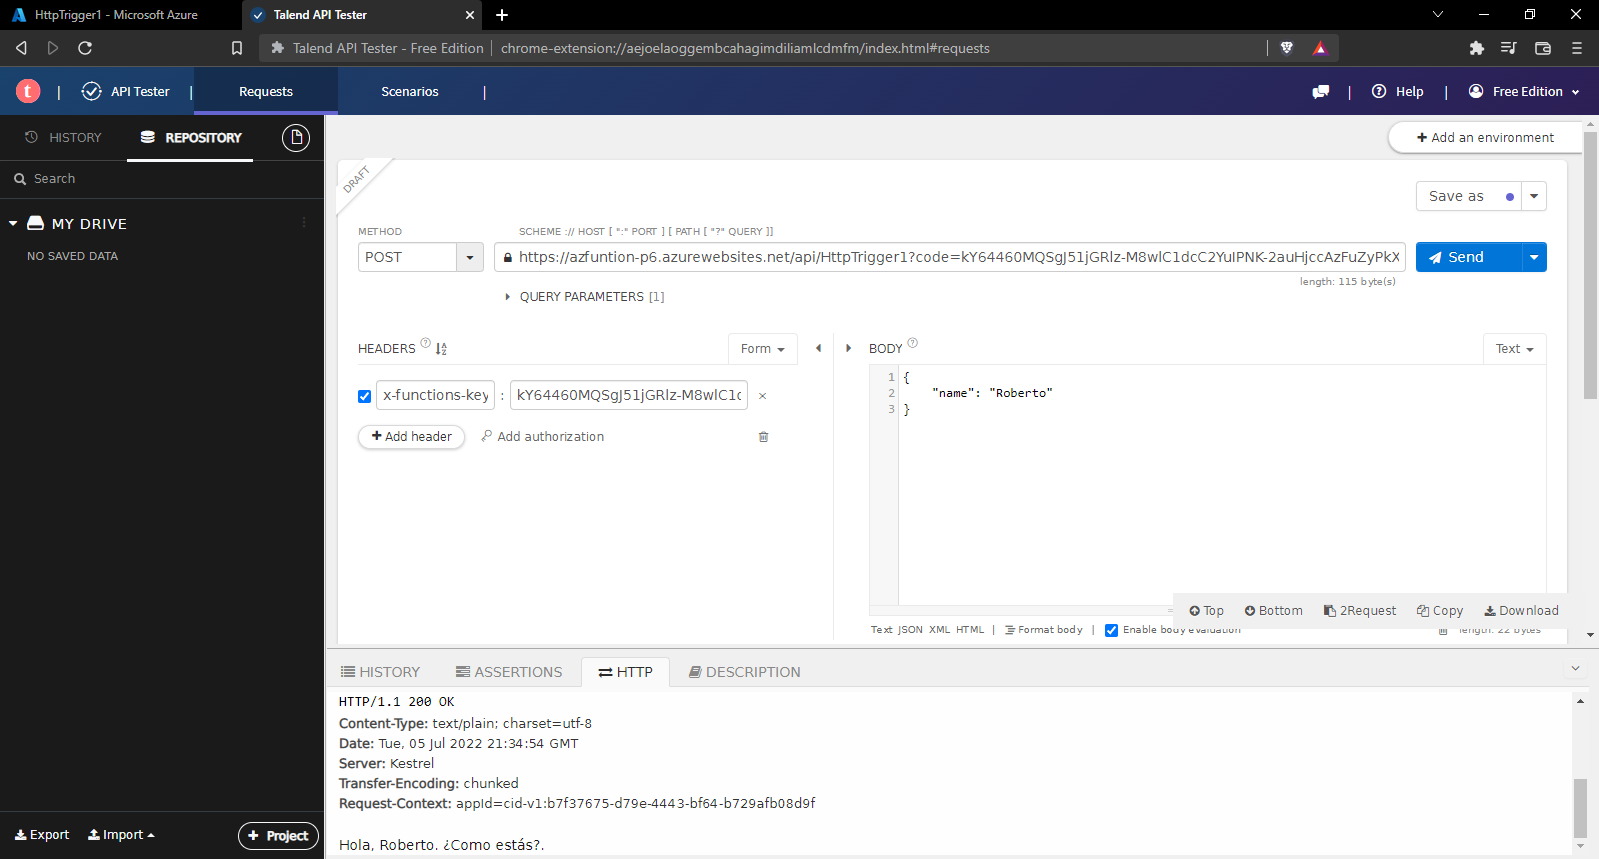 HttpTrigger1 - Microsoft Azure
Talend API Tester
Talend API Tester - Free Edition
chrome-extension://aejoelaoggembcahagimdiliamlcdmfm/index.html#requests
t | API Tester | Requests Scenarios |
| Help | Free Edition
HISTORY REPOSITORY
+ Add an environment
Search
DRAFT
Save as
MY DRIVE
METHOD SCHEME :// HOST [ ":" PORT ] [ PATH [ "?" QUERY ]]
NO SAVED DATA
POST https://azfuntion-p6.azurewebsites.net/api/HttpTrigger1?code=kY64460MQSgJ51jGRlz-M8wlC1dcC2YuIPNK-2auHjccAzFuZyPkX Send
length: 115 byte(s)
QUERY PARAMETERS [1]
HEADERS ? Form BODY ? Text
1 {
x-functions-key : kY64460MQSgJ51jGRlz-M8wlC1d ×
2 "name": "Roberto"
3 }
+ Add header Add authorization
Top Bottom 2Request Copy Download
Text JSON XML HTML | Format body | Enable body evaluation length: 22 bytes
HISTORY ASSERTIONS HTTP DESCRIPTION
HTTP/1.1 200 OK
Content-Type: text/plain; charset=utf-8
Date: Tue, 05 Jul 2022 21:34:54 GMT
Server: Kestrel
Transfer-Encoding: chunked
Request-Context: appId=cid-v1:b7f37675-d79e-4443-bf64-b729afb08d9f
Hola, Roberto. ¿Como estás?.
Export Import + Project